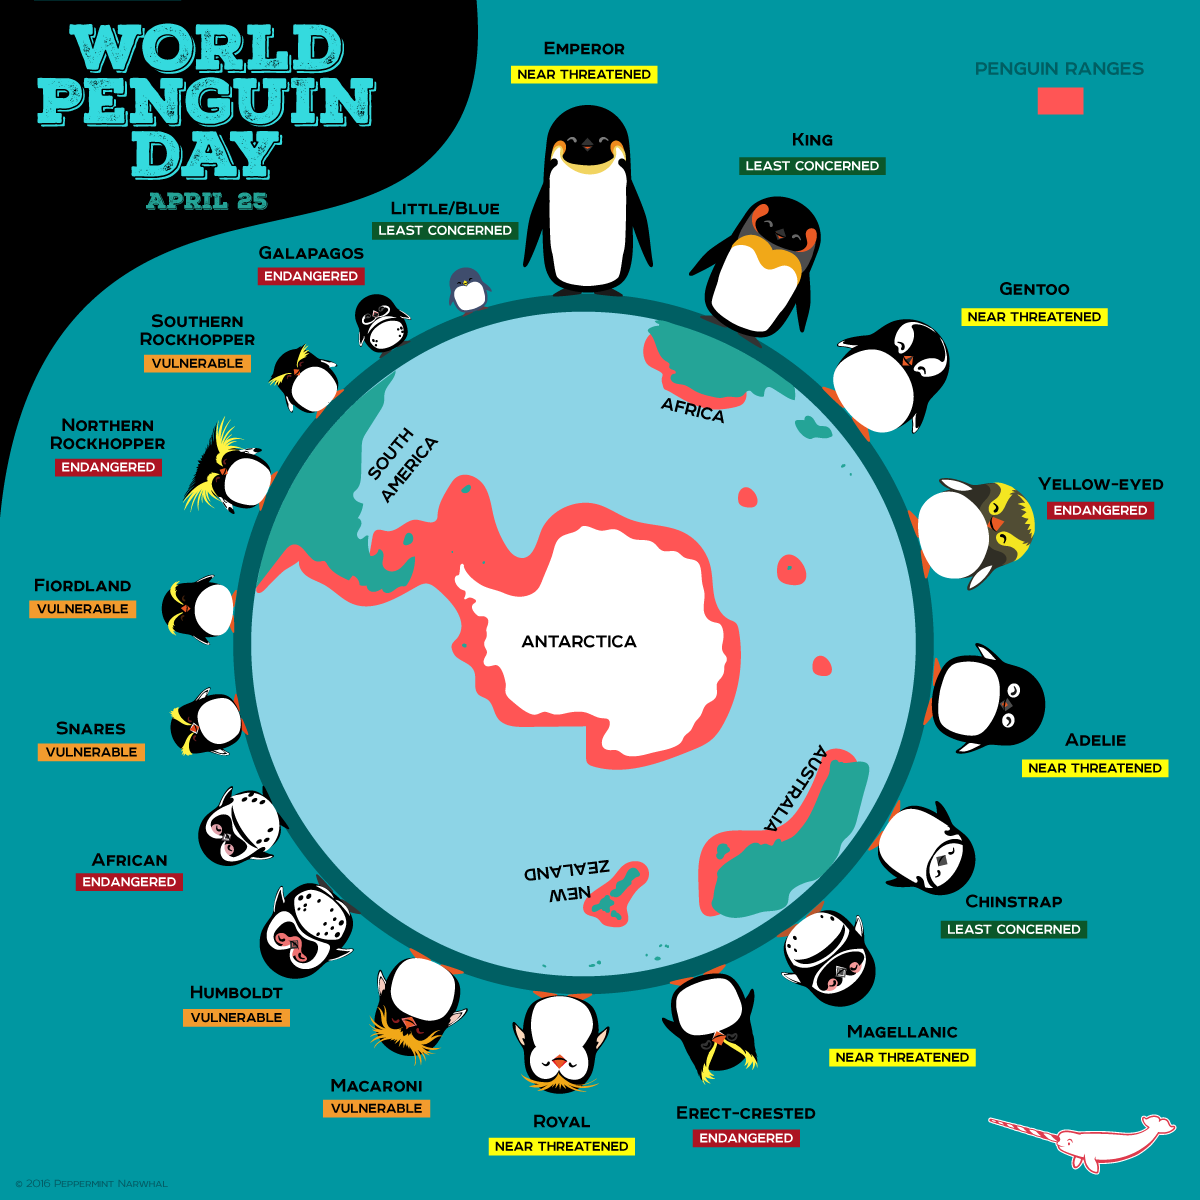 WORLD
PENGUIN
DAY
APRIL 25
PENGUIN RANGES
EMPEROR
NEAR THREATENED
KING
LEAST CONCERNED
GENTOO
NEAR THREATENED
YELLOW-EYED
ENDANGERED
ADELIE
NEAR THREATENED
CHINSTRAP
LEAST CONCERNED
MAGELLANIC
NEAR THREATENED
ERECT-CRESTED
ENDANGERED
ROYAL
NEAR THREATENED
MACARONI
VULNERABLE
HUMBOLDT
VULNERABLE
AFRICAN
ENDANGERED
SNARES
VULNERABLE
FIORDLAND
VULNERABLE
NORTHERN
ROCKHOPPER
ENDANGERED
SOUTHERN
ROCKHOPPER
VULNERABLE
GALAPAGOS
ENDANGERED
LITTLE/BLUE
LEAST CONCERNED
AFRICA
SOUTH
AMERICA
ANTARCTICA
AUSTRALIA
NEW
ZEALAND
© 2016 PEPPERMINT NARWHAL